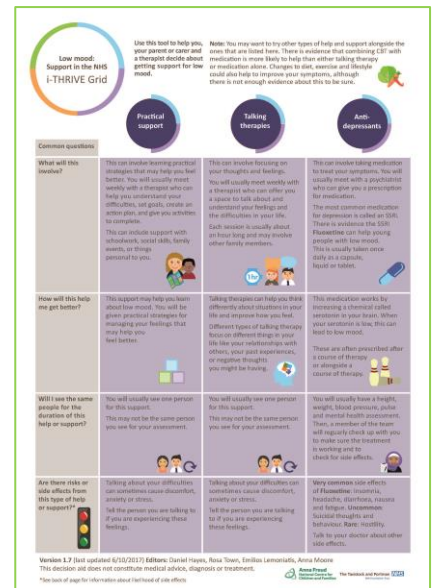 Low mood:
Support in the NHS
i-THRIVE Grid
Use this tool to help you,
your parent or carer and
a therapist decide about
getting support for low
mood.
Note: You may want to try other types of help and support alongside the
ones that are listed here. There is evidence that combining CBT with
medication is more likely to help than either talking therapy
or medication alone. Changes to diet, exercise and lifestyle
could also help to improve your symptoms, although
there is not enough evidence about this to be sure.
Practical
support
Talking
therapies
Anti-
depressants
Common questions
What will this
involve?
This can involve learning practical
strategies that may help you feel
better. You will usually meet
weekly with a therapist who can
help you understand your
difficulties, set goals, create an
action plan, and give you activities
to complete.
This can include support with
schoolwork, social skills, family
events, or things
personal to you.
This can involve focusing on
your thoughts and feelings.
You will usually meet weekly with
a therapist who can offer you
a space to talk about and
understand your feelings and
the difficulties in your life.
Each session is usually about
an hour long and may involve
other family members.
1hr
This can involve taking medication
to treat your symptoms. You will
usually meet with a psychiatrist
who can give you a prescription
for medication.
The most common medication
for depression is called an SSRI.
There is evidence the SSRI
Fluoxetine can help young
people with low mood.
This is usually taken once
daily as a capsule,
liquid or tablet.
How will this help
me get better?
This support may help you learn
about low mood. You will be
given practical strategies for
managing your feelings that
may help you
feel better.
Talking therapies can help you think
differently about situations in your
life and improve how you feel.
Different types of talking therapy
focus on different things in your
life like your relationships with
others, your past experiences,
or negative thoughts
you might be having.
This medication works by
increasing a chemical called
serotonin in your brain. When
your serotonin is low, this can
lead to low mood.
These are often prescribed after
a course of therapy
or alongside a
course of therapy.
Will I see the same
people for the
duration of this
help or support?
You will usually see one person
for this support.
This may not be the same person
you see for your assessment.
You will usually see one person
for this support.
This may not be the same person
you see for your assessment.
You will usually have a height,
weight, blood pressure, pulse
and mental health assessment.
Then, a member of the team
will regularly check up with you
to make sure the treatment
is working and to
check for side effects.
Are there risks or
side effects from
this type of help
or support?*
Talking about your difficulties
can sometimes cause discomfort,
anxiety or stress.
Tell the person you are talking to
if you are experiencing these
feelings.
Talking about your difficulties can
sometimes cause discomfort,
anxiety or stress.
Tell the person you are talking to
if you are experiencing these
feelings.
Very common side effects
of Fluoxetine: Insomnia,
headache, diarrhoea, nausea
and fatigue. Uncommon:
Suicidal thoughts and
behaviour. Rare: Hostility.
Talk to your doctor about other
side effects.
Version 1.7 (last updated 6/10/2017) Editors: Daniel Hayes, Rosa Town, Emilios Lemoniatis, Anna Moore
This decision aid does not constitute medical advice, diagnosis or treatment.
*See back of page for information about likelihood of side effects
Anna Freud
National Centre for
Children and Families
The Tavistock and Portman
NHS